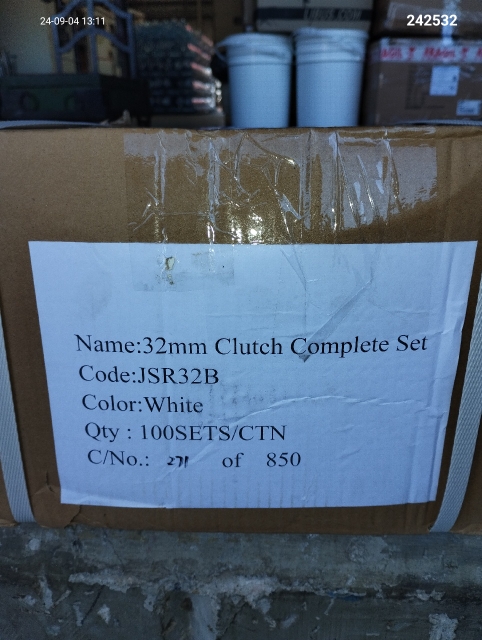 24-09-04 13:11
242532
Name:32mm Clutch Complete Set
Code:JSR32B
Color:White
Qty : 100SETS/CTN
C/No.: 271 of 850